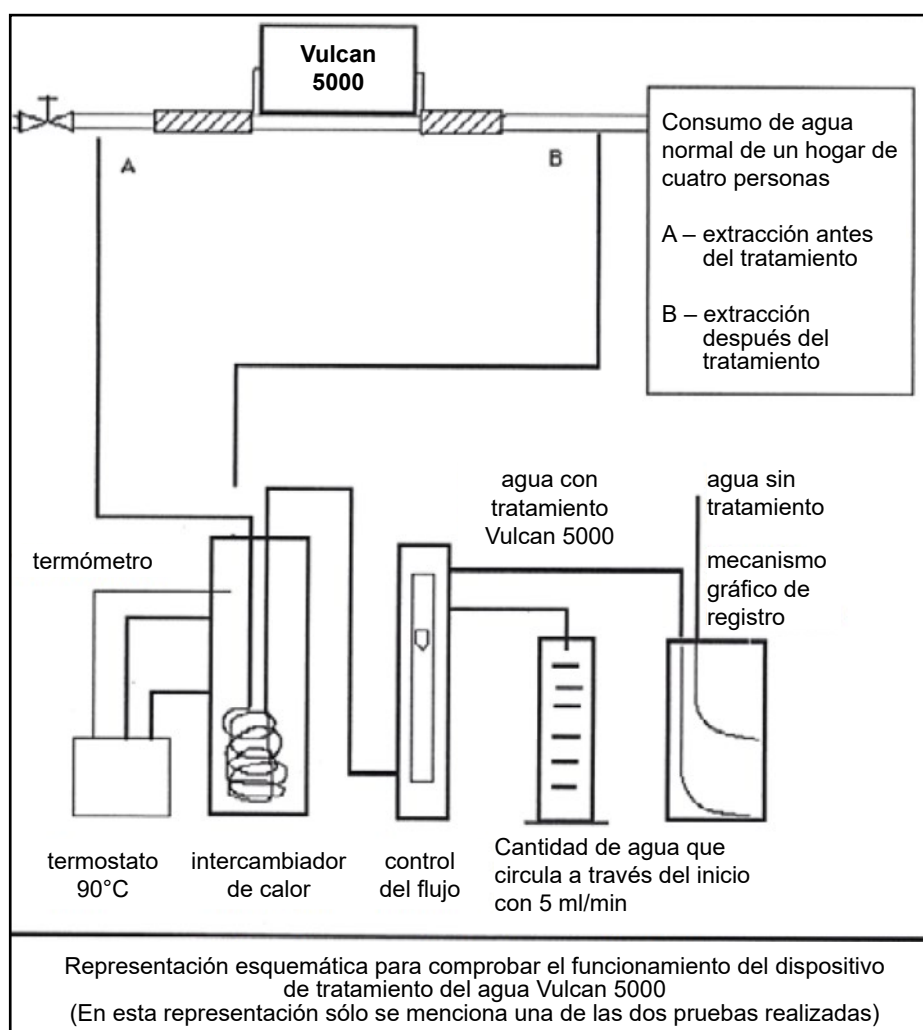 Vulcan
5000
A
B
Consumo de agua
normal de un hogar de
cuatro personas
A – extracción antes
del tratamiento
B – extracción
después del
tratamiento
agua con
tratamiento
Vulcan 5000
agua sin
tratamiento
termómetro
mecanismo
gráfico de
registro
termostato
90°C
intercambiador
de calor
control
del flujo
Cantidad de agua que
circula a través del inicio
con 5 ml/min
Representación esquemática para comprobar el funcionamiento del dispositivo
de tratamiento del agua Vulcan 5000
(En esta representación sólo se menciona una de las dos pruebas realizadas)